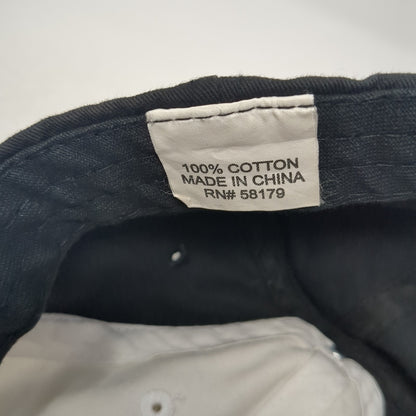 100% COTTON
MADE IN CHINA
RN# 58179